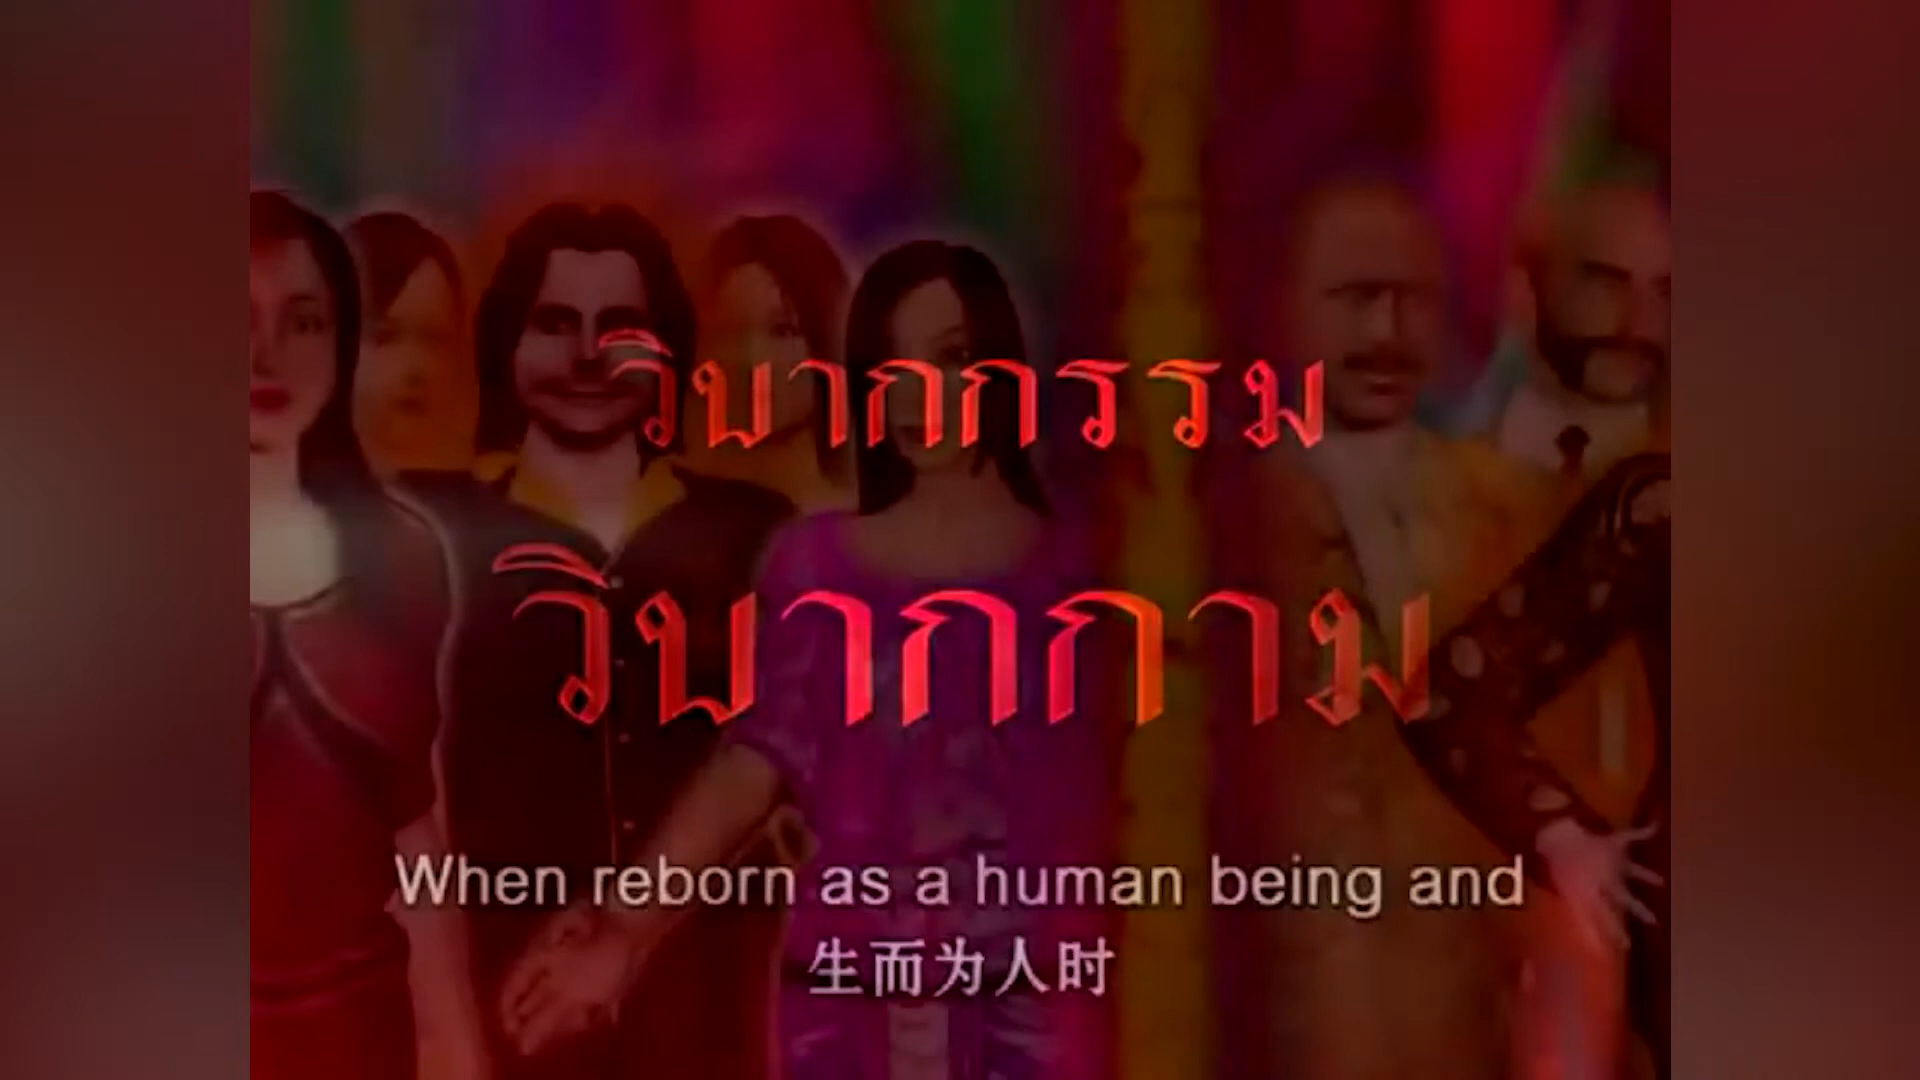 วิบากกรรม
วิบากกาม
When reborn as a human being and
生而为人时